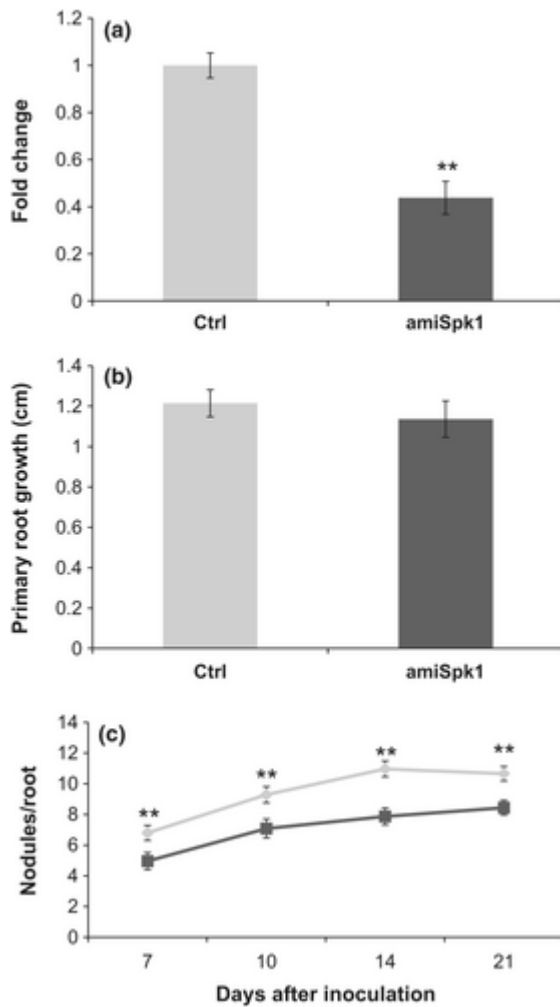 (a)
Fold change
1.2
1
0.8
0.6
0.4
0.2
0
**
Ctrl
amiSpk1
(b)
Primary root growth (cm)
1.4
1.2
1
0.8
0.6
0.4
0.2
0
Ctrl
amiSpk1
(c)
Nodules/root
14
12
10
8
6
4
2
0
**
**
**
**
7
10
14
21
Days after inoculation